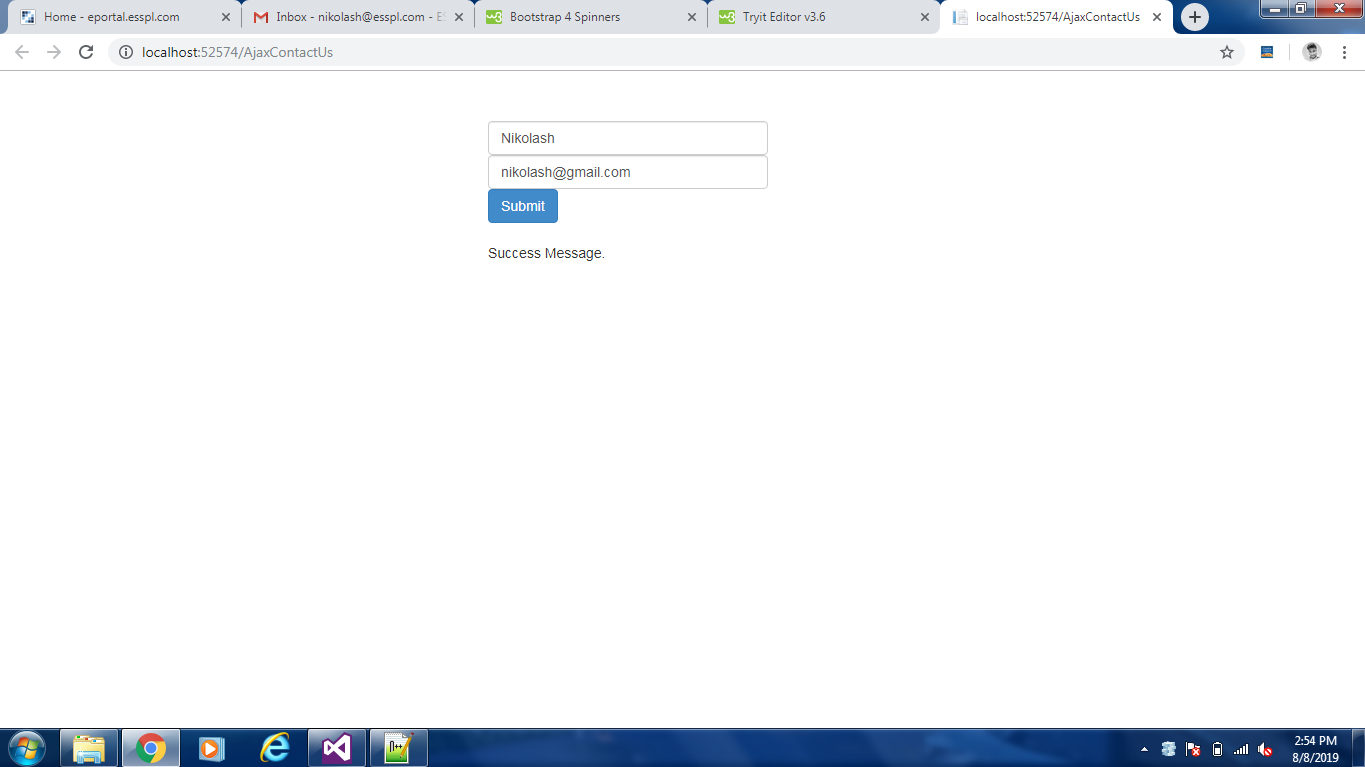 Home - eportal.esspl.com
Inbox - nikolash@esspl.com - ES
Bootstrap 4 Spinners
Tryit Editor v3.6
localhost:52574/AjaxContactUs
localhost:52574/AjaxContactUs
Nikolash
nikolash@gmail.com
Submit
Success Message.
2:54 PM
8/8/2019